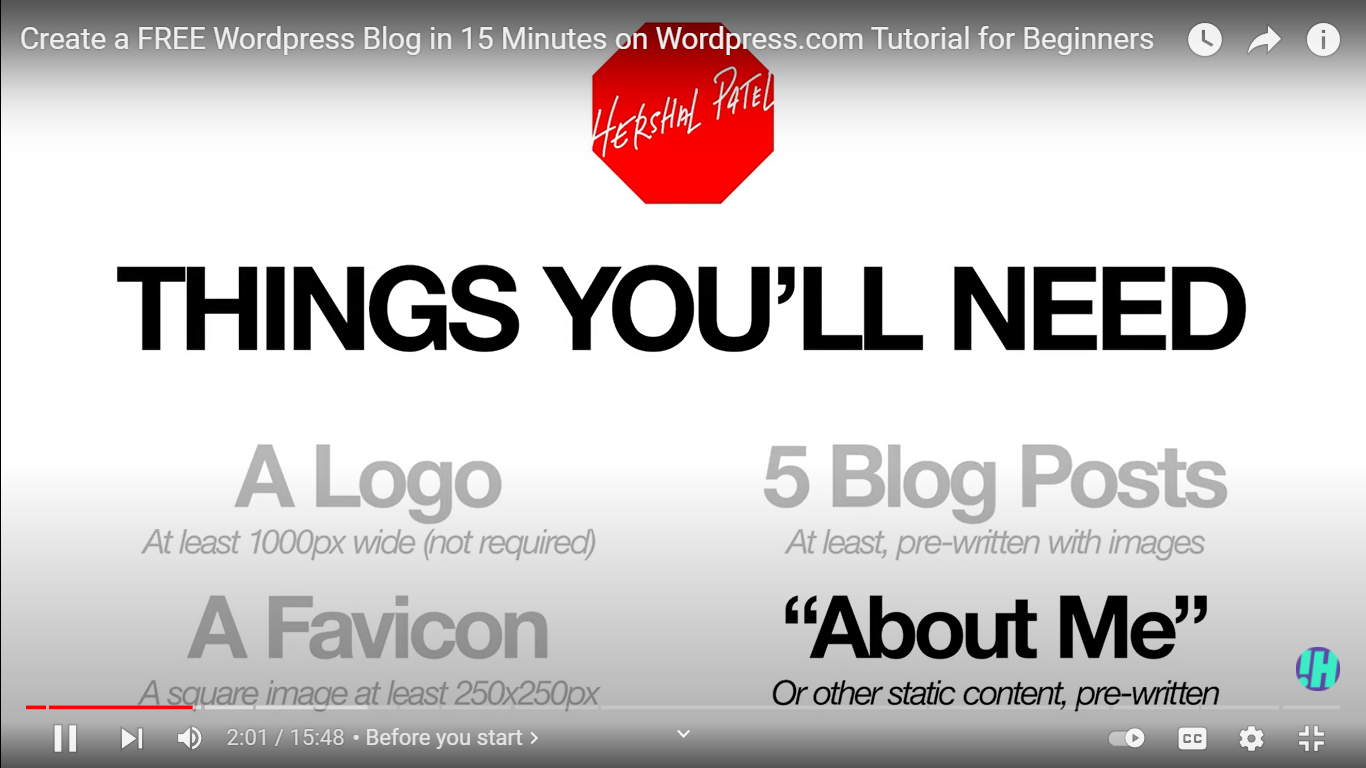 Create a FREE Wordpress Blog in 15 Minutes on Wordpress.com Tutorial for Beginners
HERSHAL PATEL
THINGS YOU’LL NEED
A Logo
At least 1000px wide (not required)
5 Blog Posts
At least, pre-written with images
A Favicon
A square image at least 250x250px
“About Me”
Or other static content, pre-written
!H
2:01 / 15:48 • Before you start >
CC